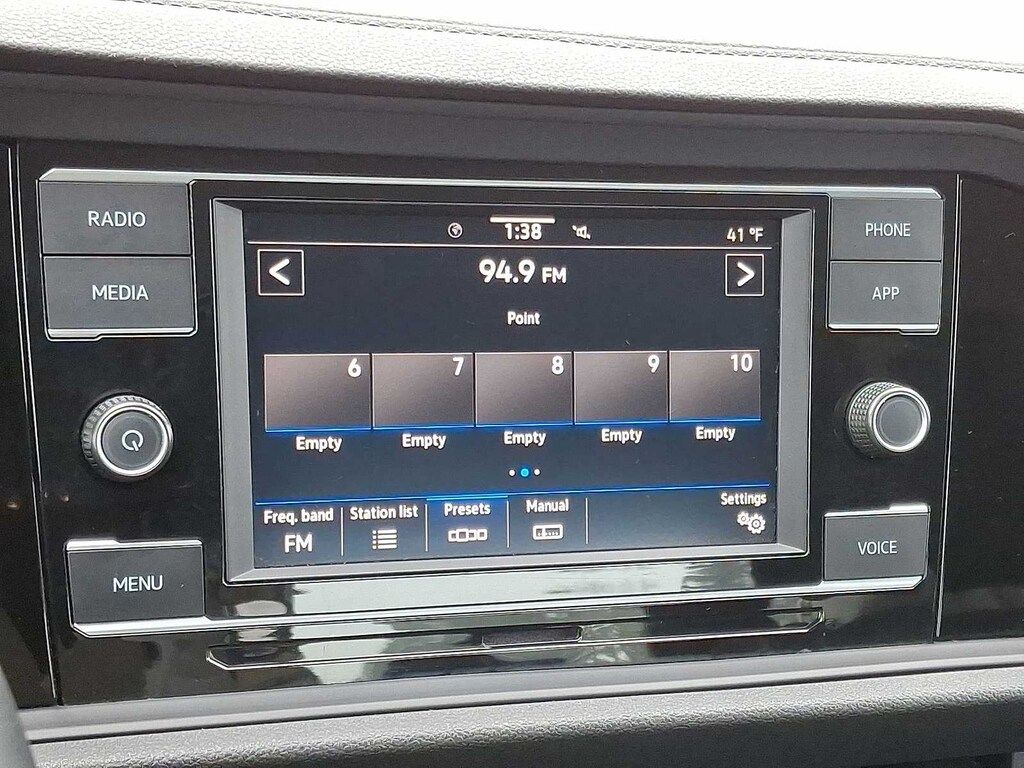 RADIO
MEDIA
MENU
1:38
41 °F
94.9 FM
Point
6 7 8 9 10
Empty Empty Empty Empty Empty
Freq. band Station list Presets Manual Settings
FM
PHONE
APP
VOICE